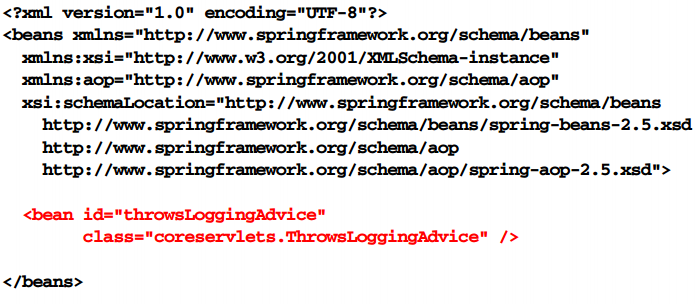 <?xml version="1.0" encoding="UTF-8"?>
<beans xmlns="http://www.springframework.org/schema/beans"
  xmlns:xsi="http://www.w3.org/2001/XMLSchema-instance"
  xmlns:aop="http://www.springframework.org/schema/aop"
  xsi:schemaLocation="http://www.springframework.org/schema/beans
    http://www.springframework.org/schema/beans/spring-beans-2.5.xsd
    http://www.springframework.org/schema/aop
    http://www.springframework.org/schema/aop/spring-aop-2.5.xsd">
  <bean id="throwsLoggingAdvice"
        class="coreservlets.ThrowsLoggingAdvice" />
</beans>